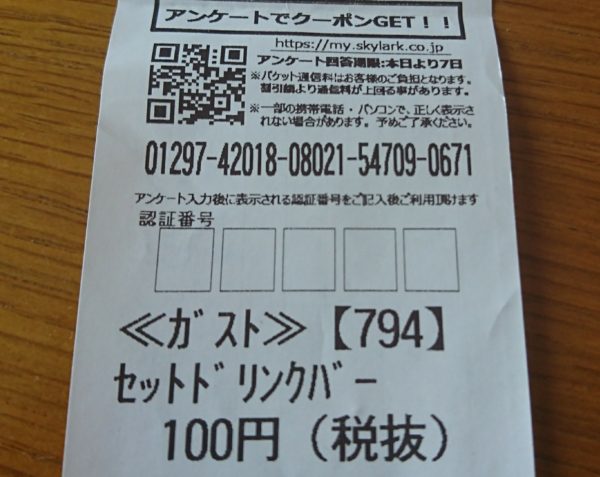 アンケートでクーポンGET!!
https://my.skylark.co.jp
アンケート回答期限:本日より7日
※パケット通信料はお客様のご負担となります。
割引額より通信料が上回る事があります。
※一部の携帯電話・パソコンで、正しく表示さ
れない場合があります。予めご了承ください。
01297-42018-08021-54709-0671
アンケート入力後に表示される認証番号をご記入後ご利用頂けます
認証番号
≪ガスト≫【794】
セットドリンクバー
100円（税抜）